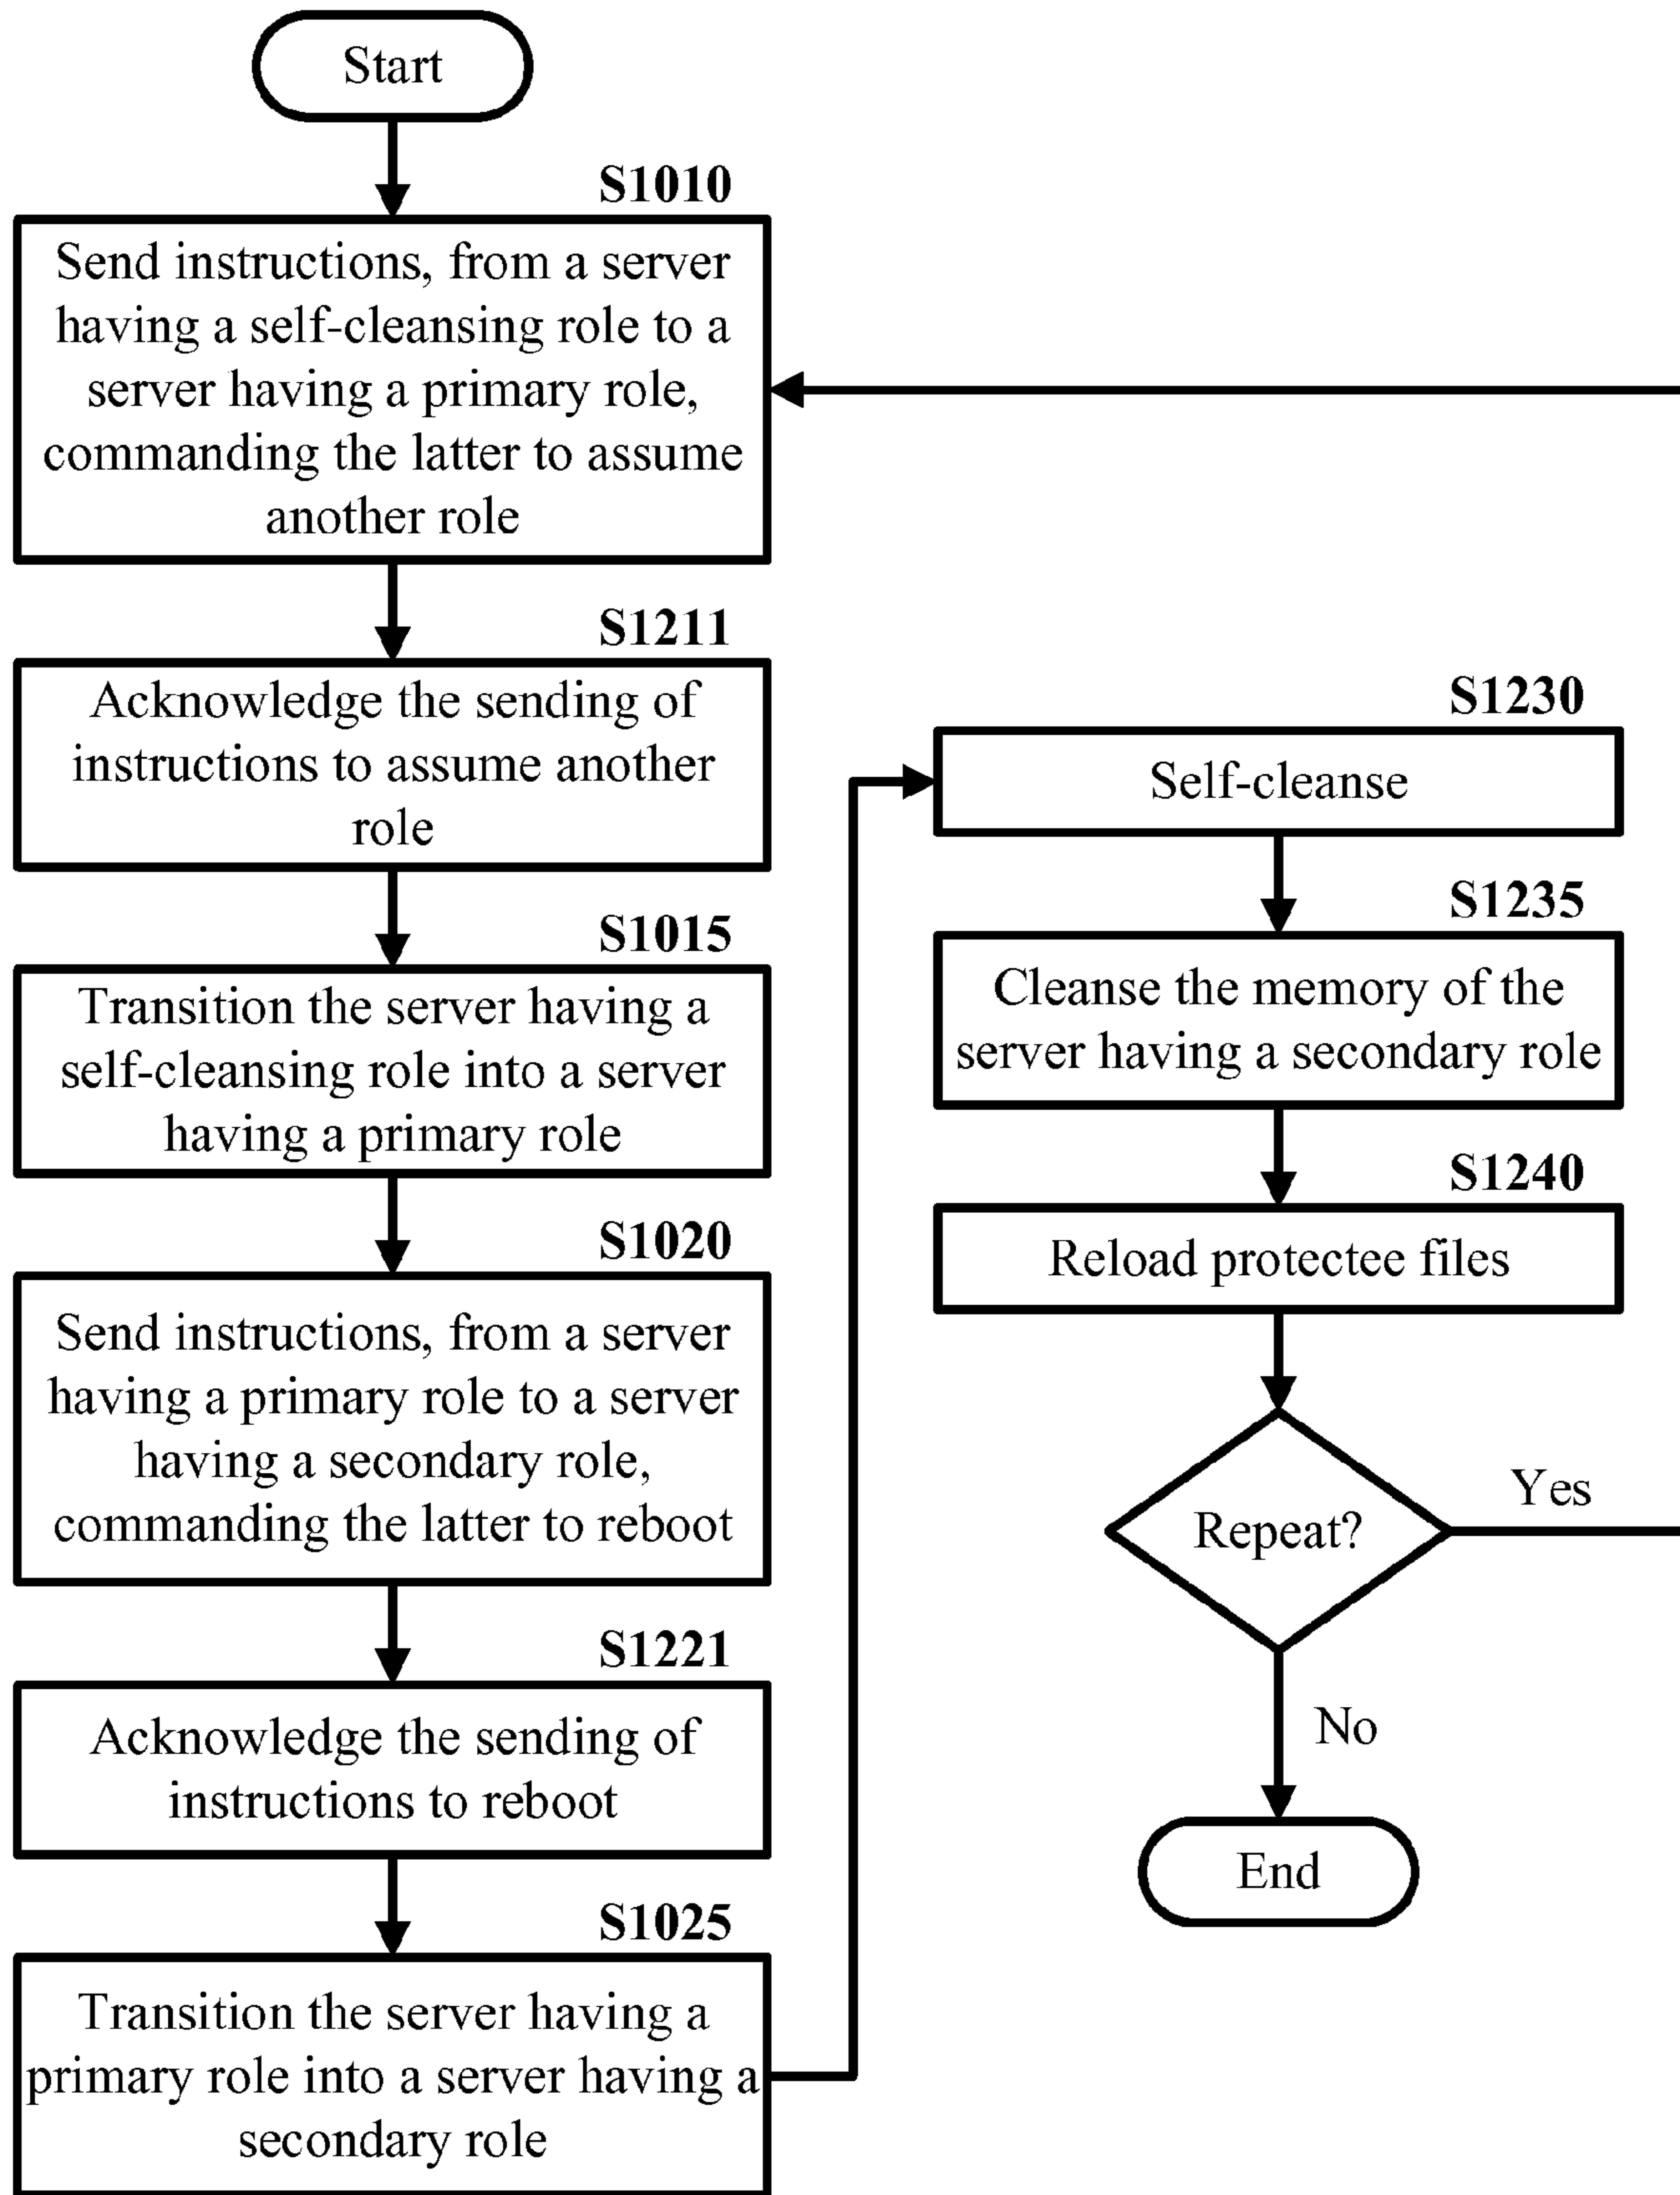 Start
S1010
Send instructions, from a server
having a self-cleansing role to a
server having a primary role,
commanding the latter to assume
another role
S1211
Acknowledge the sending of
instructions to assume another
role
S1015
Transition the server having a
self-cleansing role into a server
having a primary role
S1020
Send instructions, from a server
having a primary role to a server
having a secondary role,
commanding the latter to reboot
S1221
Acknowledge the sending of
instructions to reboot
S1025
Transition the server having a
primary role into a server having a
secondary role
S1230
Self-cleanse
S1235
Cleanse the memory of the
server having a secondary role
S1240
Reload protectee files
Repeat?
Yes
No
End